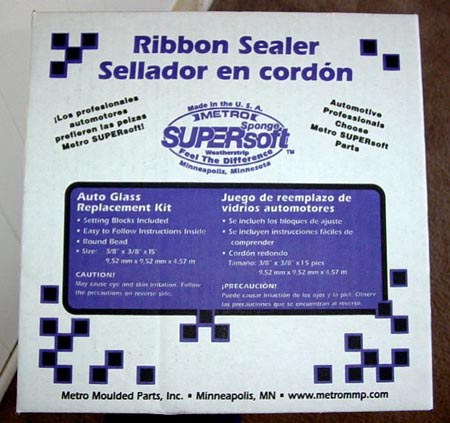 Ribbon Sealer
Sellador en cordón
¡Los profesionales
automotores
prefieren las peizas
Metro SUPERsoft!
Made in the U. S. A.
METRO
Sponge
SUPERsoft
Weatherstrip
Feel The Difference
TM
Minneapolis, Minnesota
Automotive
Professionals
Choose
Metro SUPERsoft
Parts
Auto Glass
Replacement Kit
• Setting Blocks Included
• Easy to Follow Instructions Inside
• Round Bead
• Size: 3/8" x 3/8" x 15'
9,52 mm x 9,52 mm x 4,57 m
CAUTION!
May cause eye and skin irritation. Follow
the precautions on reverse side.
Juego de reemplazo de
vidrios automotores
• Se incluen los bloques de ajuste
• Se incluyen instrucciones fáciles de
comprender
• Cordón redondo
Tamano: 3/8" x 3/8" x 15 pies
9,52 mm x 9,52 mm x 4,57 m
¡PRECAUCIÓN!
Puede causar irriación de los ojos y la piel. Observe
las precauciones que se encuentran al reverso.
Metro Moulded Parts, Inc. • Minneapolis, MN • www.metrommp.com